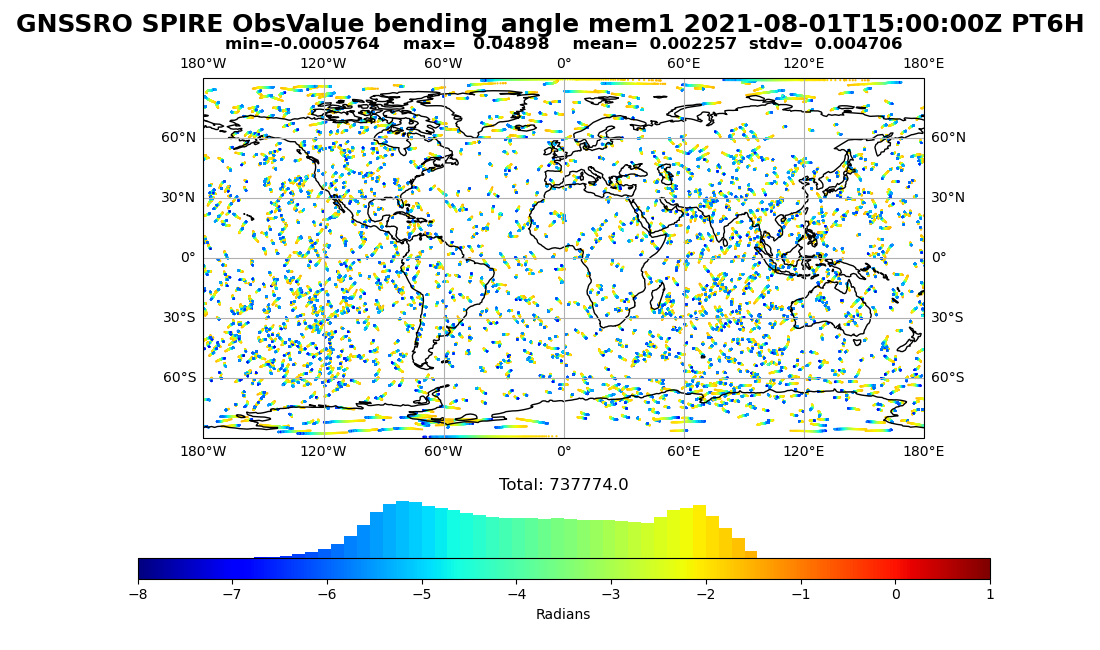 GNSSRO SPIRE ObsValue bending_angle mem1 2021-08-01T15:00:00Z PT6H
min=-0.0005764 max= 0.04898 mean= 0.002257 stdv= 0.004706
180°W 120°W 60°W 0° 60°E 120°E 180°E
60°N 60°N
30°N 30°N
0° 0°
30°S 30°S
60°S 60°S
180°W 120°W 60°W 0° 60°E 120°E 180°E
Total: 737774.0
−8 −7 −6 −5 −4 −3 −2 −1 0 1
Radians